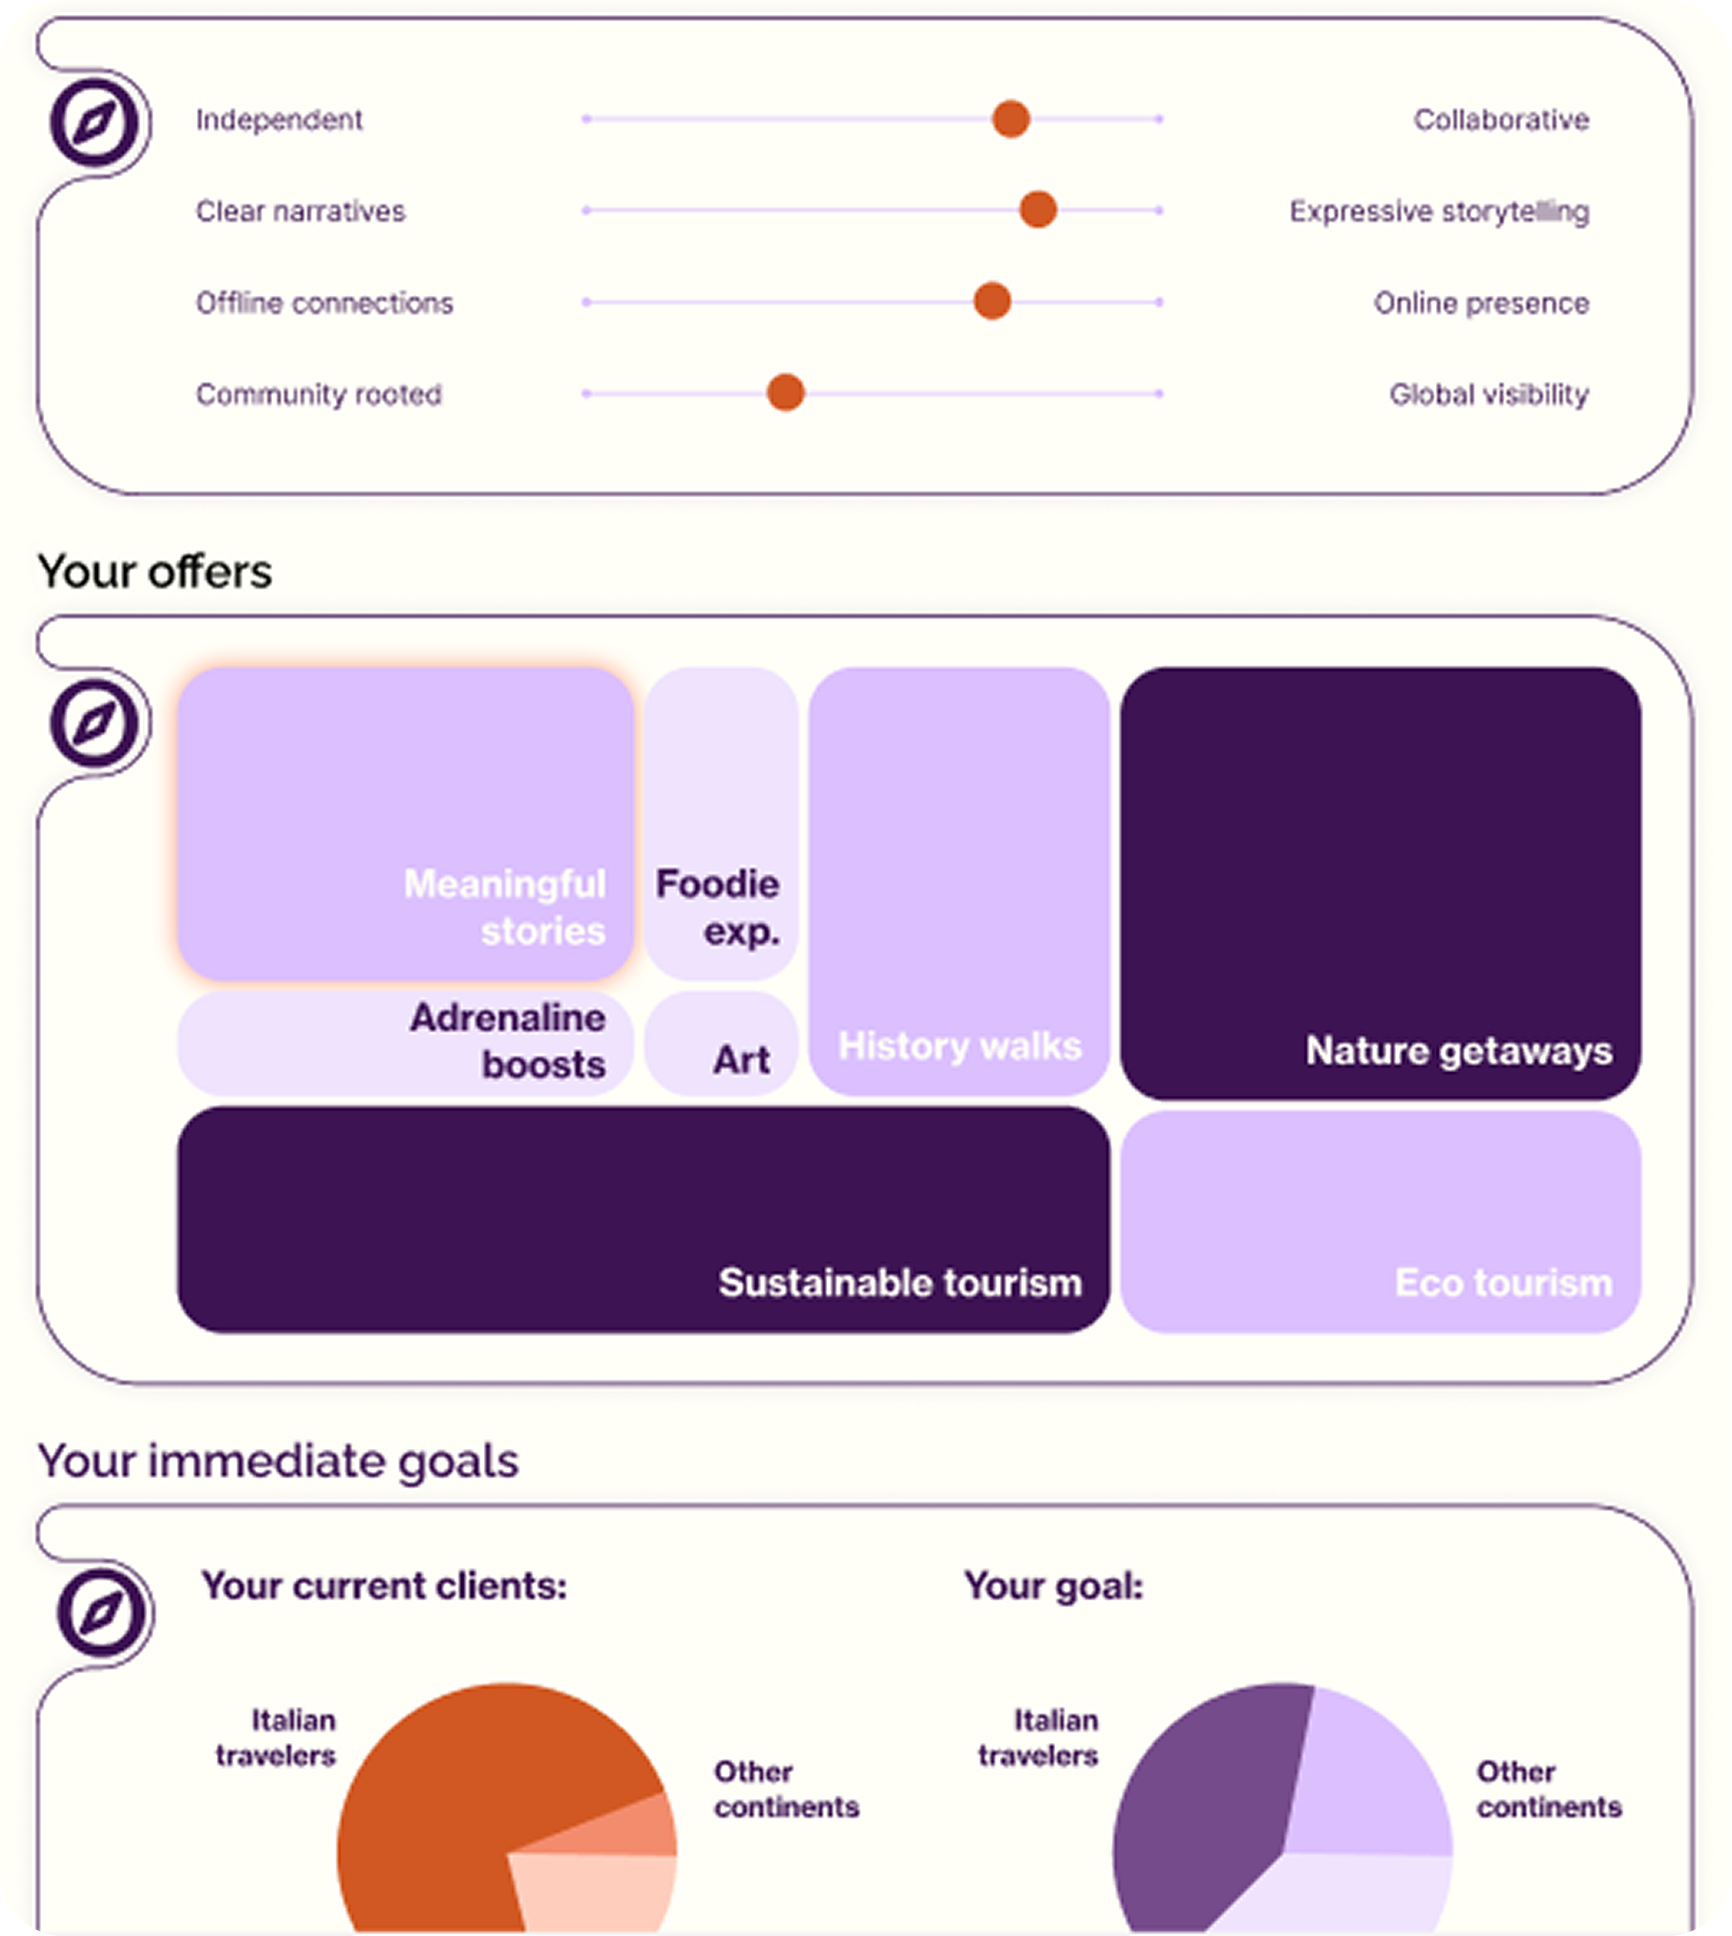 Independent Collaborative
Clear narratives Expressive storytelling
Offline connections Online presence
Community rooted Global visibility
Your offers
Meaningful
stories
Foodie
exp.
Adrenaline
boosts
Art
History walks
Nature getaways
Sustainable tourism
Eco tourism
Your immediate goals
Your current clients:
Italian
travelers
Other
continents
Your goal:
Italian
travelers
Other
continents